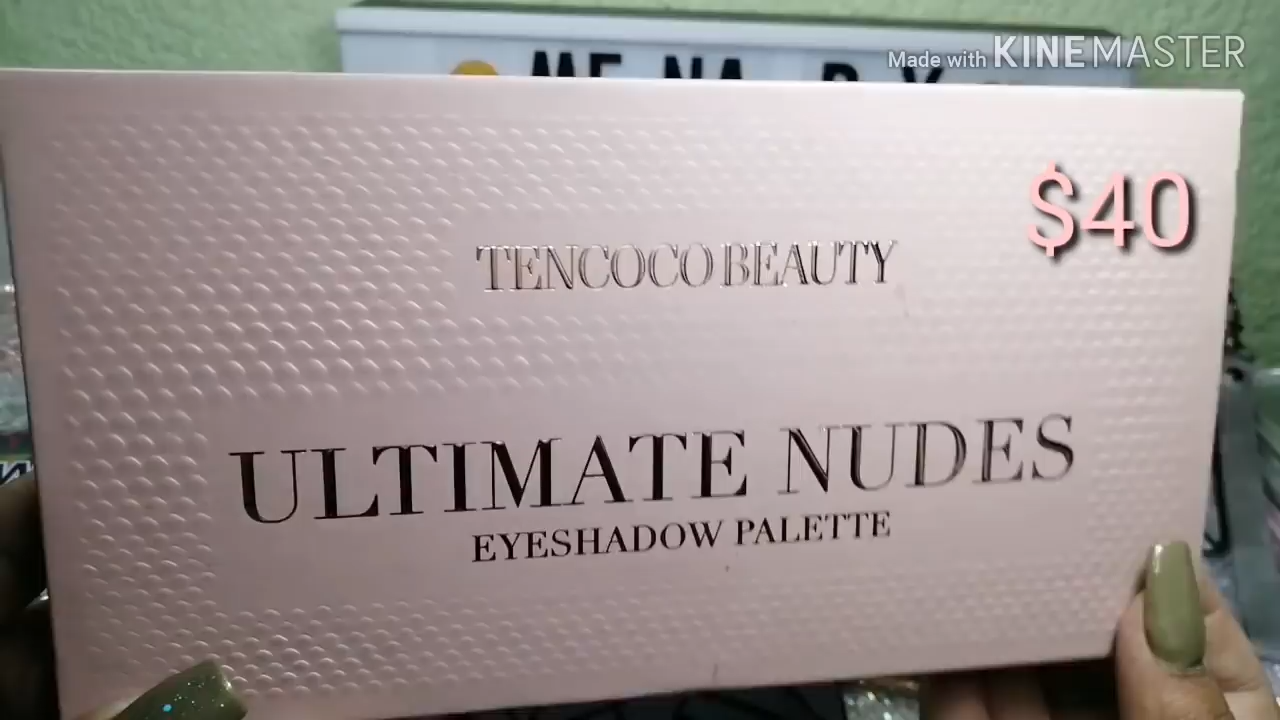 Made with KINEMASTER
$40
TENCOCO BEAUTY
ULTIMATE NUDES
EYESHADOW PALETTE